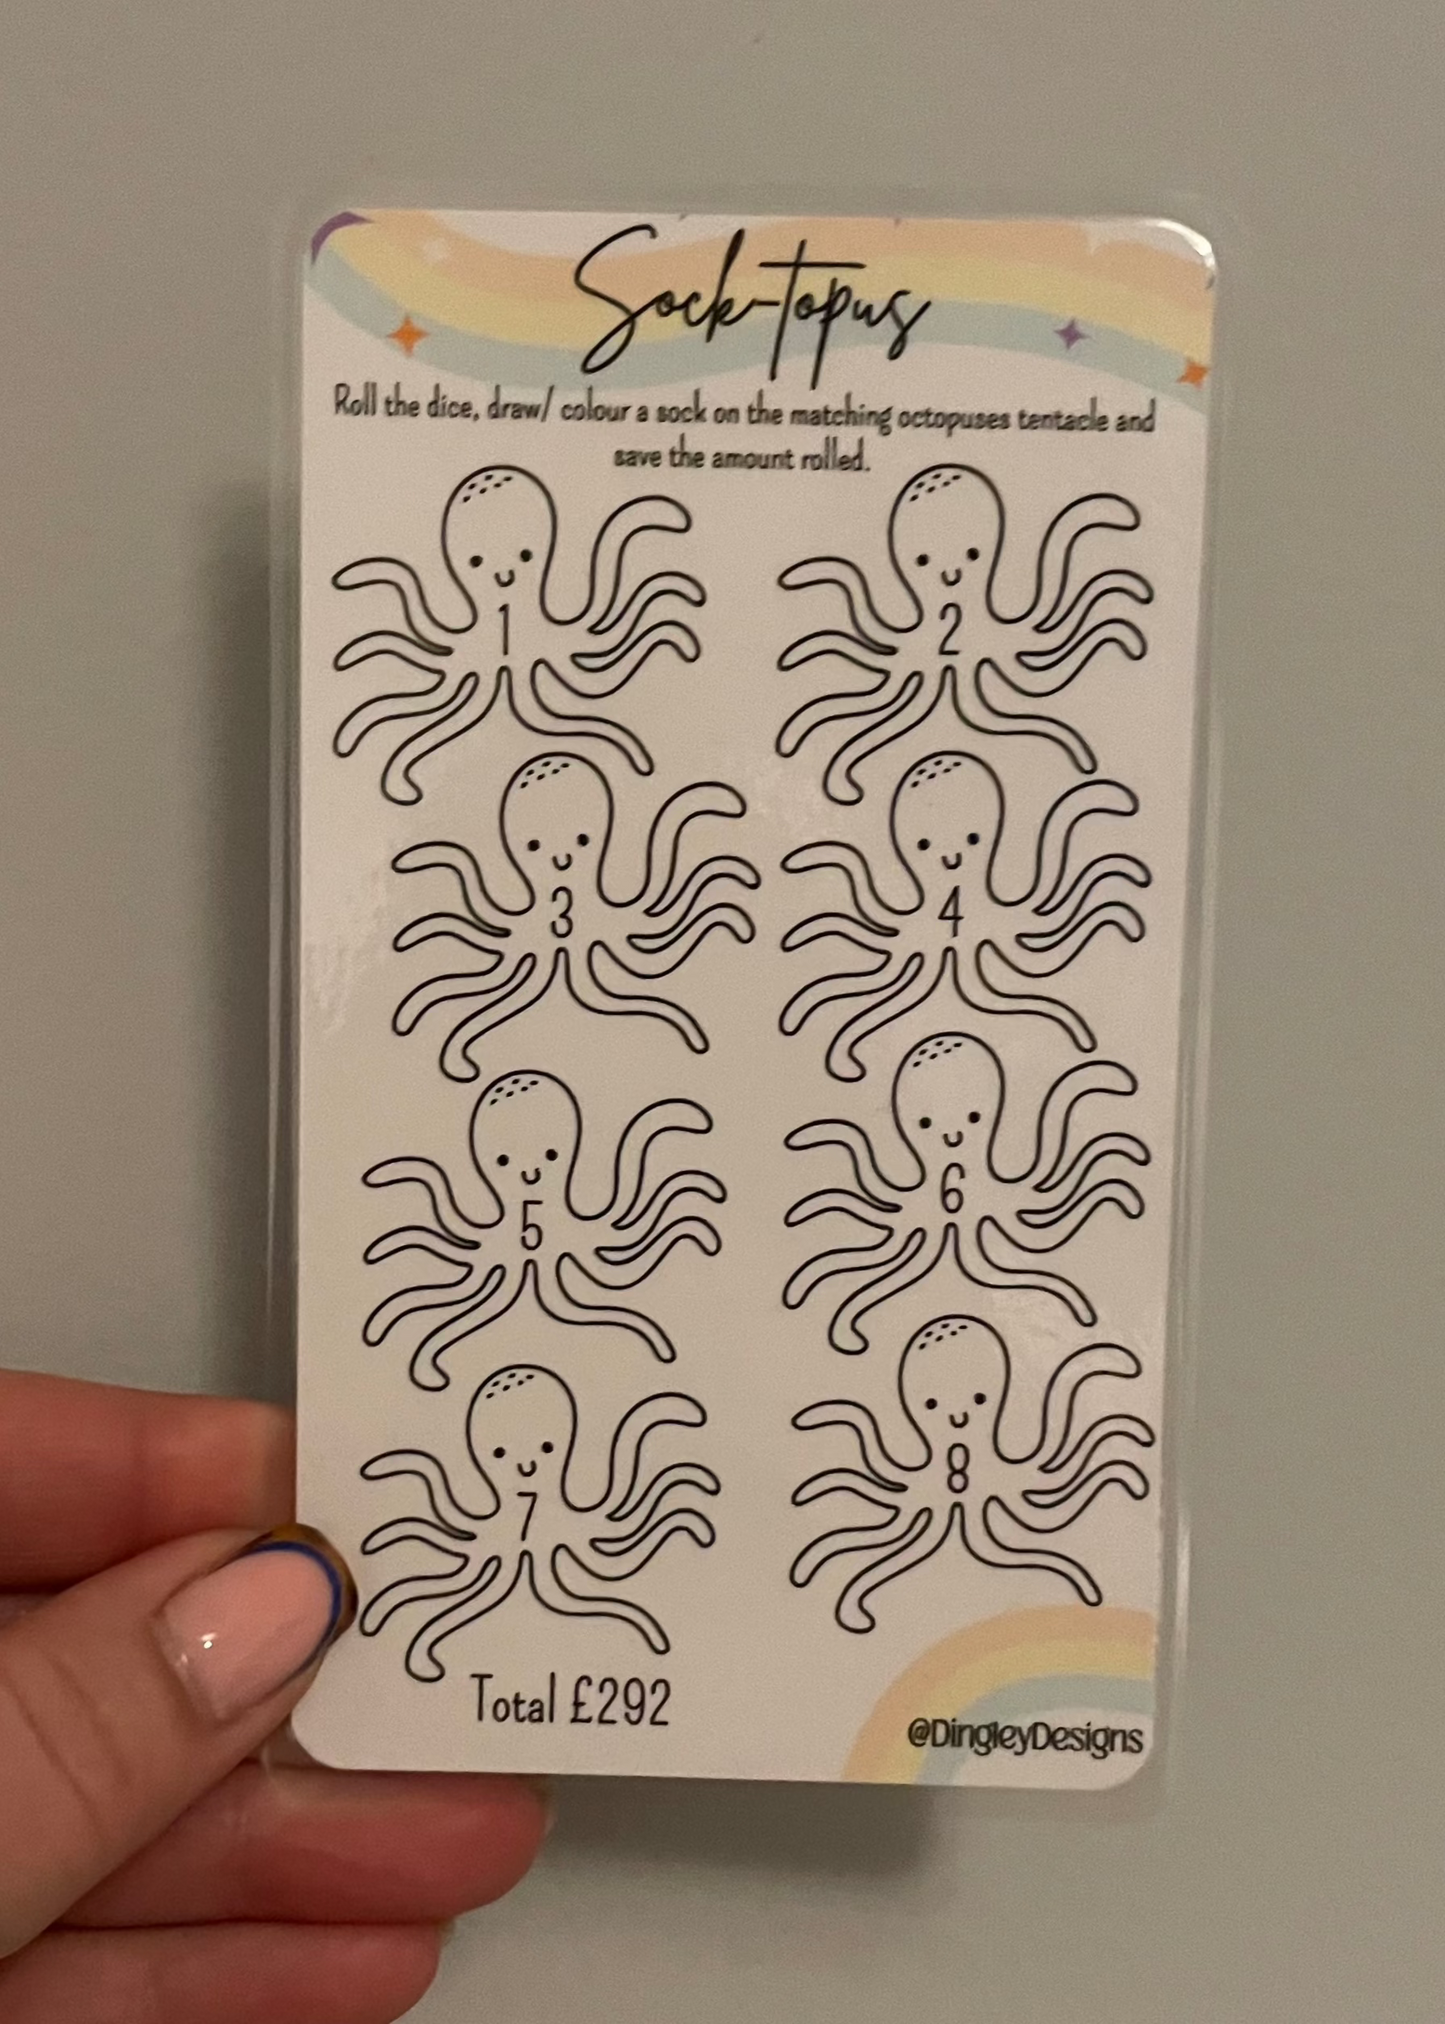 Sock-topus
Roll the dice, draw/ colour a sock on the matching octopuses tentacle and
save the amount rolled.
1
2
3
4
5
6
7
8
Total £292
@DingleyDesigns